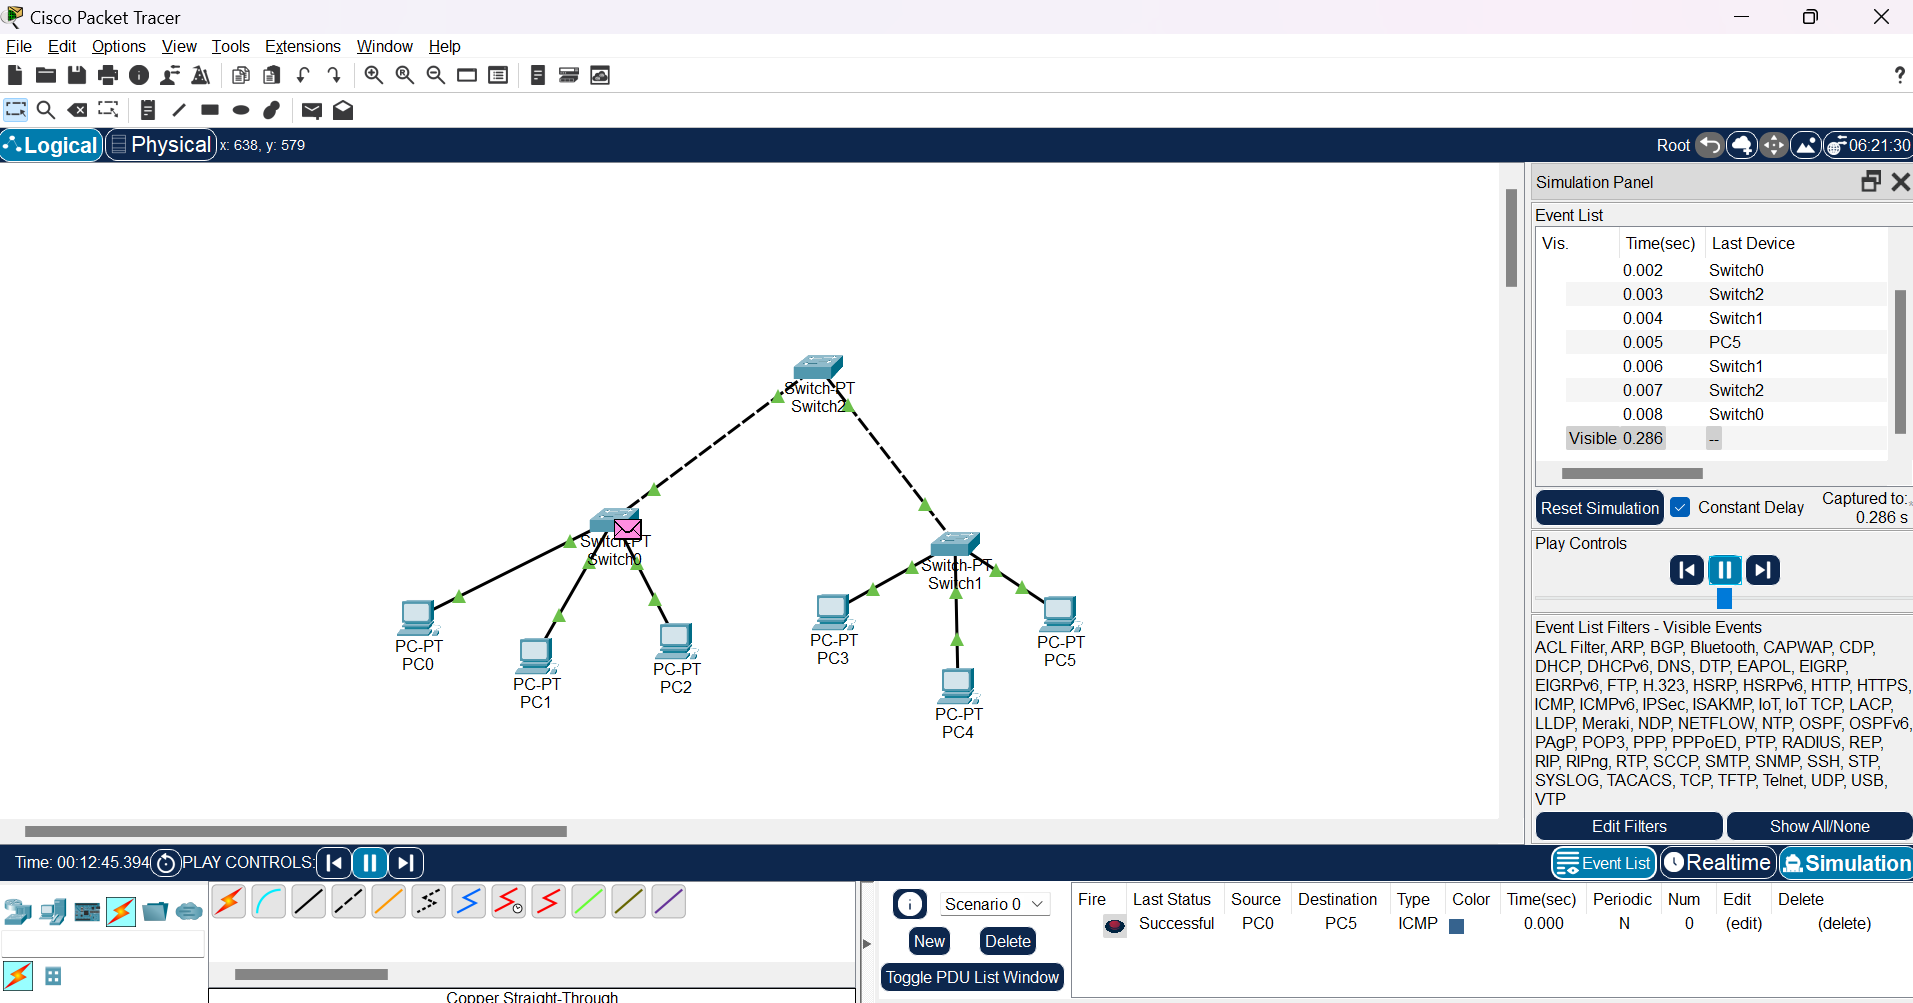 Cisco Packet Tracer
File Edit Options View Tools Extensions Window Help
?
Logical Physical x: 638, y: 579 Root 06:21:30
Simulation Panel
Event List
Vis. Time(sec) Last Device
0.002 Switch0
0.003 Switch2
0.004 Switch1
0.005 PC5
0.006 Switch1
0.007 Switch2
0.008 Switch0
Visible 0.286 --
Reset Simulation Constant Delay Captured to:
0.286 s
Play Controls
Event List Filters - Visible Events
ACL Filter, ARP, BGP, Bluetooth, CAPWAP, CDP,
DHCP, DHCPv6, DNS, DTP, EAPOL, EIGRP,
EIGRPv6, FTP, H.323, HSRP, HSRPv6, HTTP, HTTPS,
ICMP, ICMPv6, IPSec, ISAKMP, IoT, IoT TCP, LACP,
LLDP, Meraki, NDP, NETFLOW, NTP, OSPF, OSPFv6,
PAgP, POP3, PPP, PPPoED, PTP, RADIUS, REP,
RIP, RIPng, RTP, SCCP, SMTP, SNMP, SSH, STP,
SYSLOG, TACACS, TCP, TFTP, Telnet, UDP, USB,
VTP
Edit Filters Show All/None
Switch-PT
Switch2
Switch-PT
Switch0
Switch-PT
Switch1
PC-PT
PC0
PC-PT
PC1
PC-PT
PC2
PC-PT
PC3
PC-PT
PC4
PC-PT
PC5
Time: 00:12:45.394 PLAY CONTROLS: Event List Realtime Simulation
Scenario 0
New Delete
Toggle PDU List Window
Fire Last Status Source Destination Type Color Time(sec) Periodic Num Edit Delete
Successful PC0 PC5 ICMP 0.000 N 0 (edit) (delete)
Copper Straight-Through